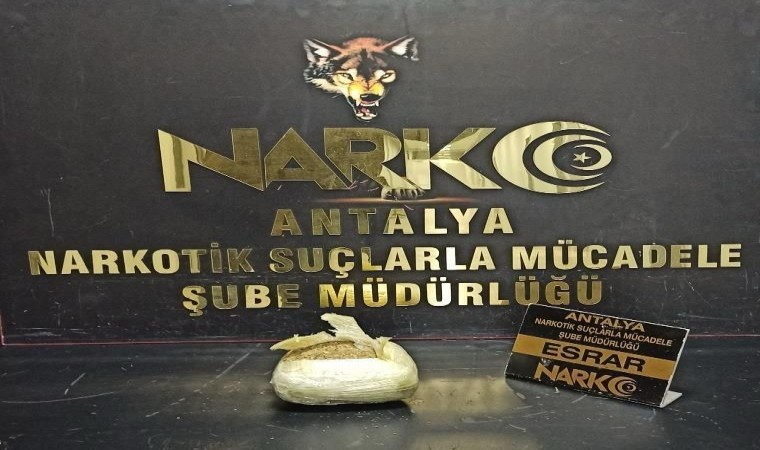 NARKO
ANTALYA
NARKOTİK SUÇLARLA MÜCADELE
ŞUBE MÜDÜRLÜĞÜ
ANTALYA
NARKOTİK SUÇLARLA MÜCADELE
ŞUBE MÜDÜRLÜĞÜ
ESRAR
NARKO